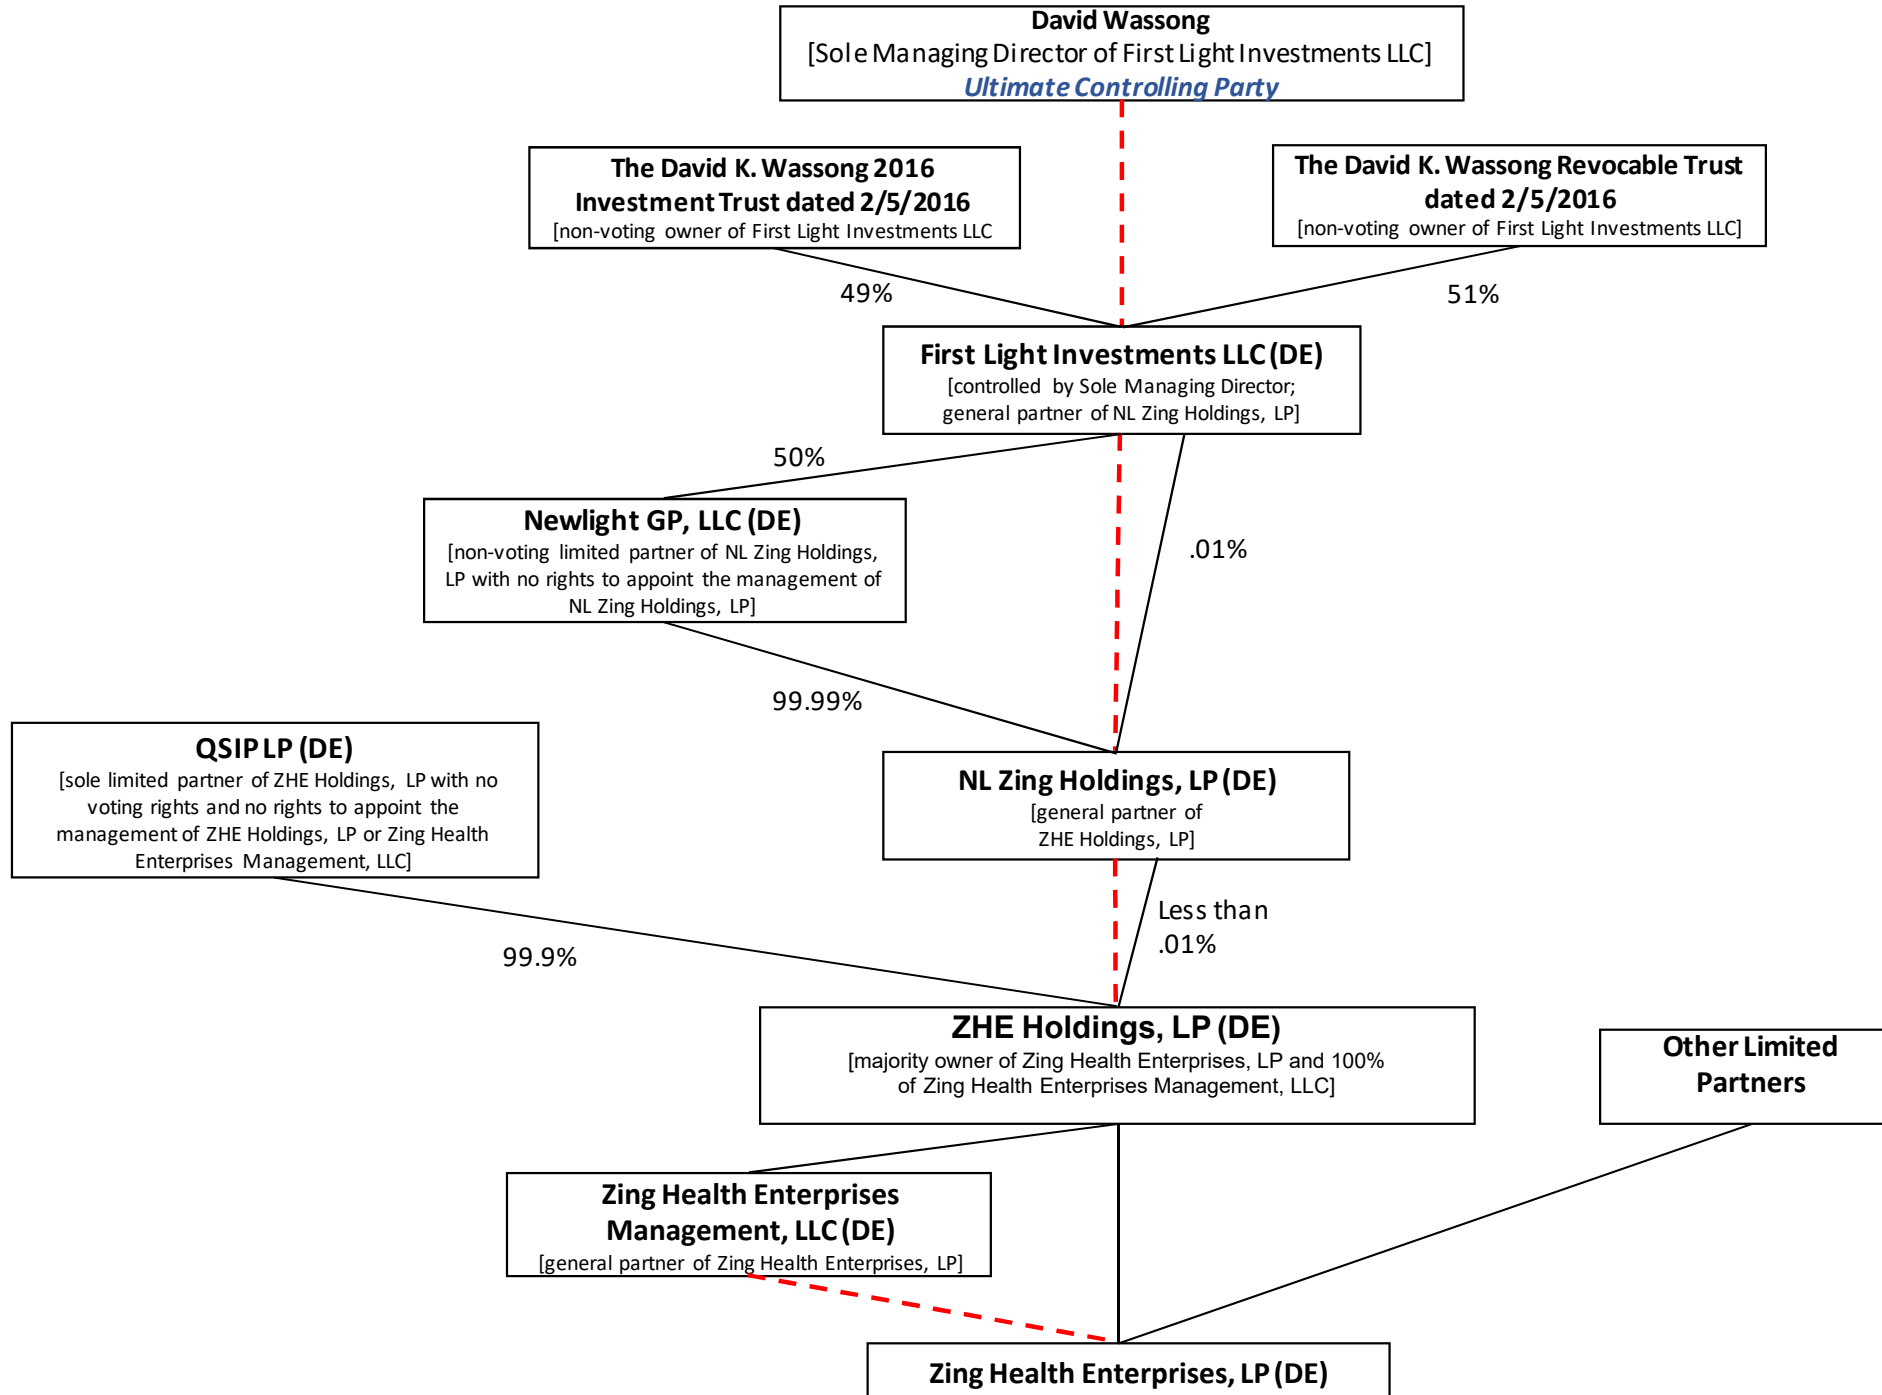 David Wassong
[Sole Managing Director of First Light Investments LLC]
Ultimate Controlling Party
The David K. Wassong 2016
Investment Trust dated 2/5/2016
[non-voting owner of First Light Investments LLC
The David K. Wassong Revocable Trust
dated 2/5/2016
[non-voting owner of First Light Investments LLC]
49%
51%
First Light Investments LLC (DE)
[controlled by Sole Managing Director;
general partner of NL Zing Holdings, LP]
50%
Newlight GP, LLC (DE)
[non-voting limited partner of NL Zing Holdings,
LP with no rights to appoint the management of
NL Zing Holdings, LP]
.01%
99.99%
QSIP LP (DE)
[sole limited partner of ZHE Holdings, LP with no
voting rights and no rights to appoint the
management of ZHE Holdings, LP or Zing Health
Enterprises Management, LLC]
NL Zing Holdings, LP (DE)
[general partner of
ZHE Holdings, LP]
Less than
.01%
99.9%
ZHE Holdings, LP (DE)
[majority owner of Zing Health Enterprises, LP and 100%
of Zing Health Enterprises Management, LLC]
Other Limited
Partners
Zing Health Enterprises
Management, LLC (DE)
[general partner of Zing Health Enterprises, LP]
Zing Health Enterprises, LP (DE)